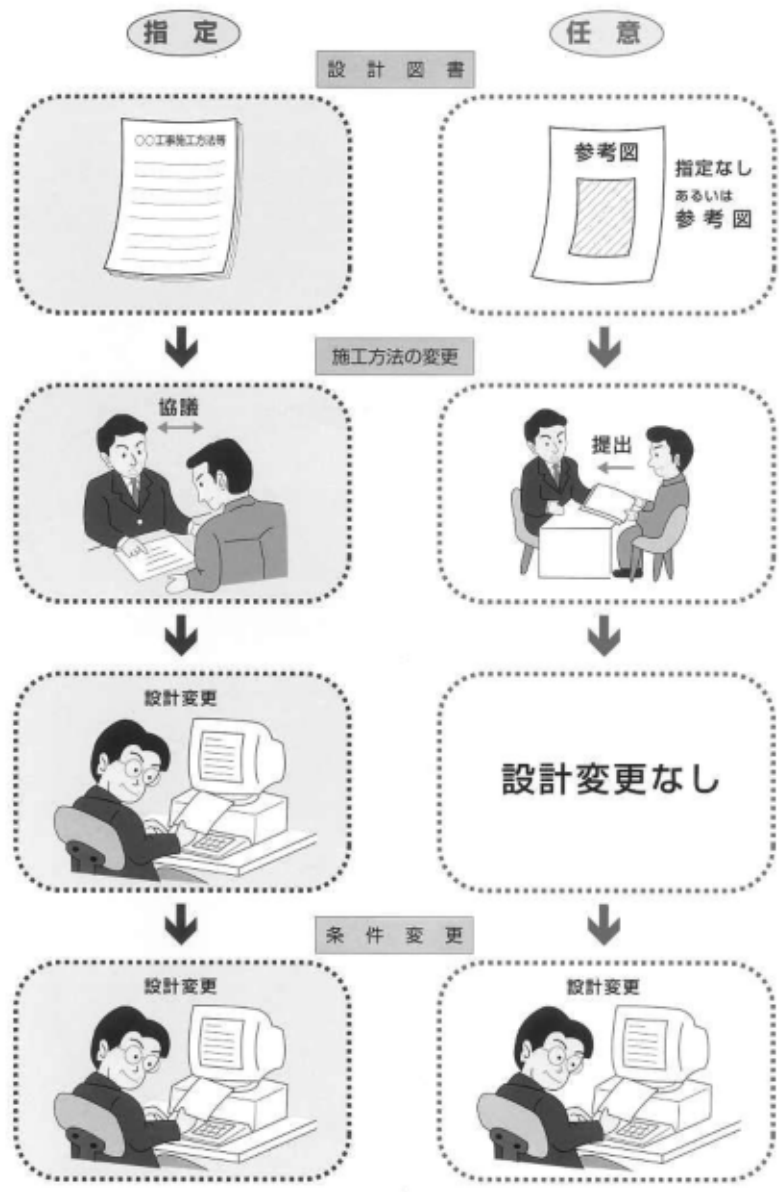 指定
任意
設計図書
○○工事施工方法等
参考図
指定なし
あるいは
参考図
施工方法の変更
協議
提出
設計変更
設計変更なし
条件変更
設計変更
設計変更